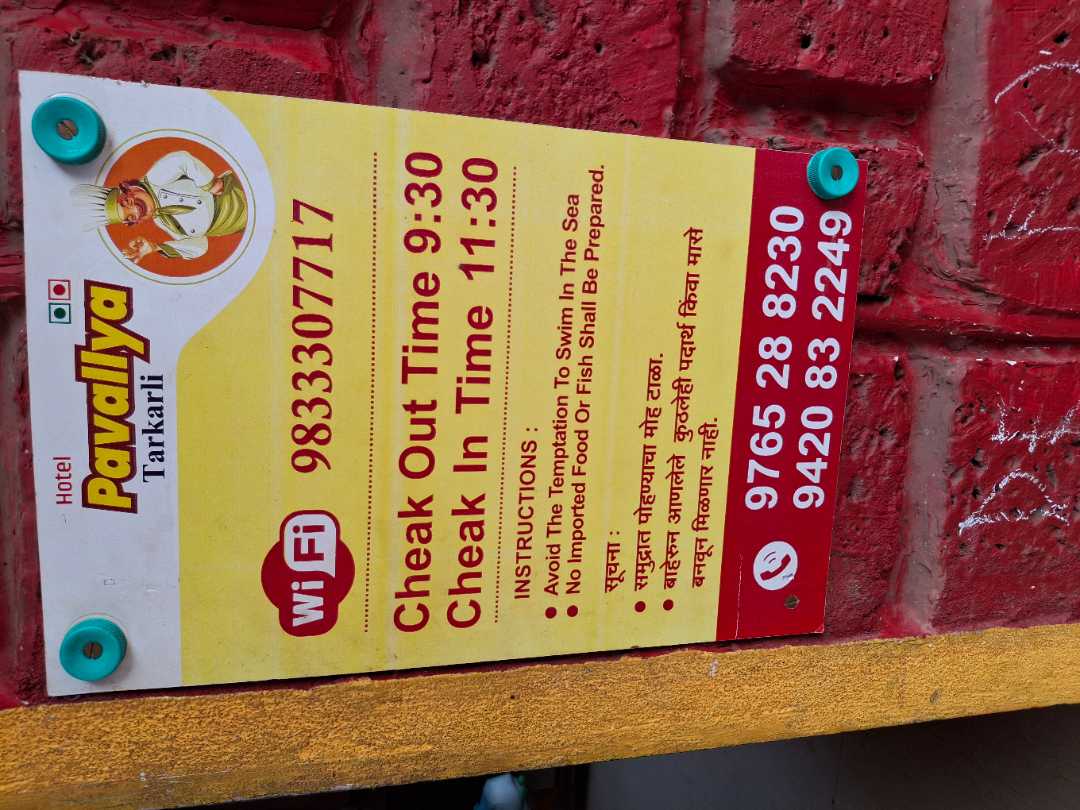 Hotel
Pavallya
Tarkarli
Wi Fi 9833307717
Cheak Out Time 9:30
Cheak In Time 11:30
INSTRUCTIONS :
• Avoid The Temptation To Swim In The Sea
• No Imported Food Or Fish Shall Be Prepared.
सूचना :
• समुद्रात पोहण्याचा मोह टाळा.
• बाहेरून आणलेले कुठलेही पदार्थ किंवा मासे
बनवून मिळणार नाही.
9765 28 8230
9420 83 2249